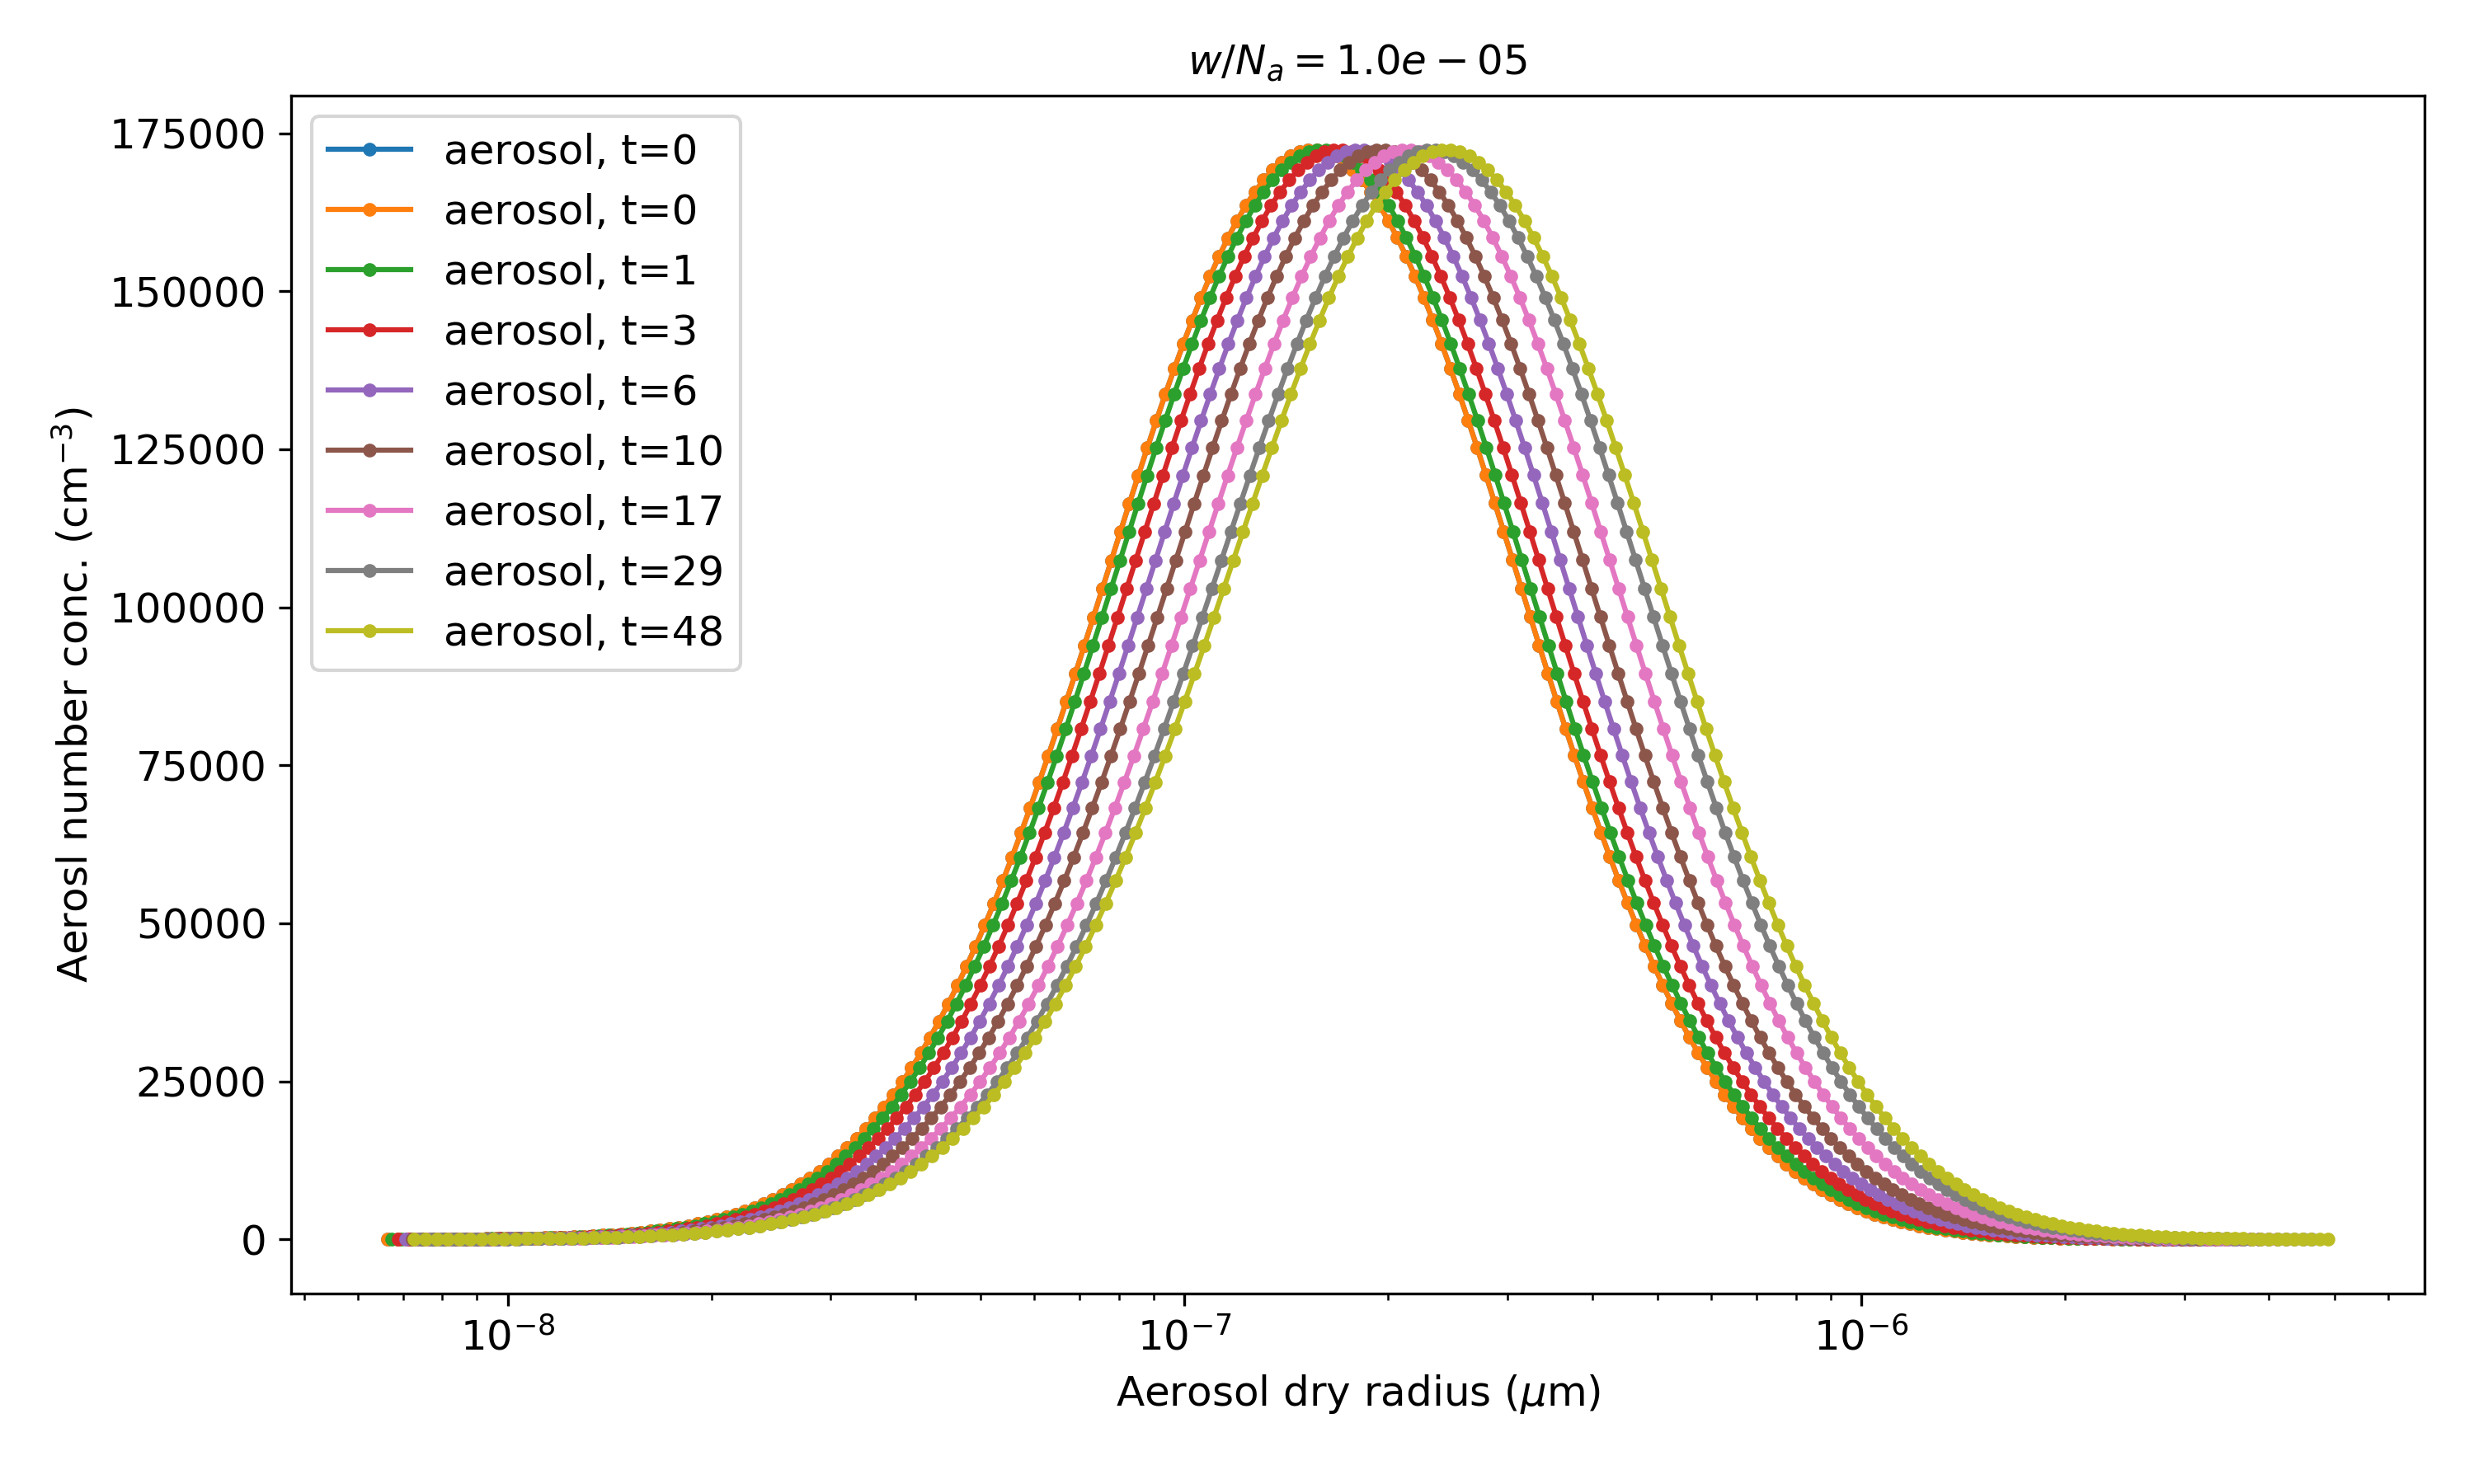 w/Nₐ = 1.0e − 05
175000
150000
125000
100000
75000
50000
25000
0
Aerosl number conc. (cm⁻³)
aerosol, t=0
aerosol, t=0
aerosol, t=1
aerosol, t=3
aerosol, t=6
aerosol, t=10
aerosol, t=17
aerosol, t=29
aerosol, t=48
10⁻⁸ 10⁻⁷ 10⁻⁶
Aerosol dry radius (μm)